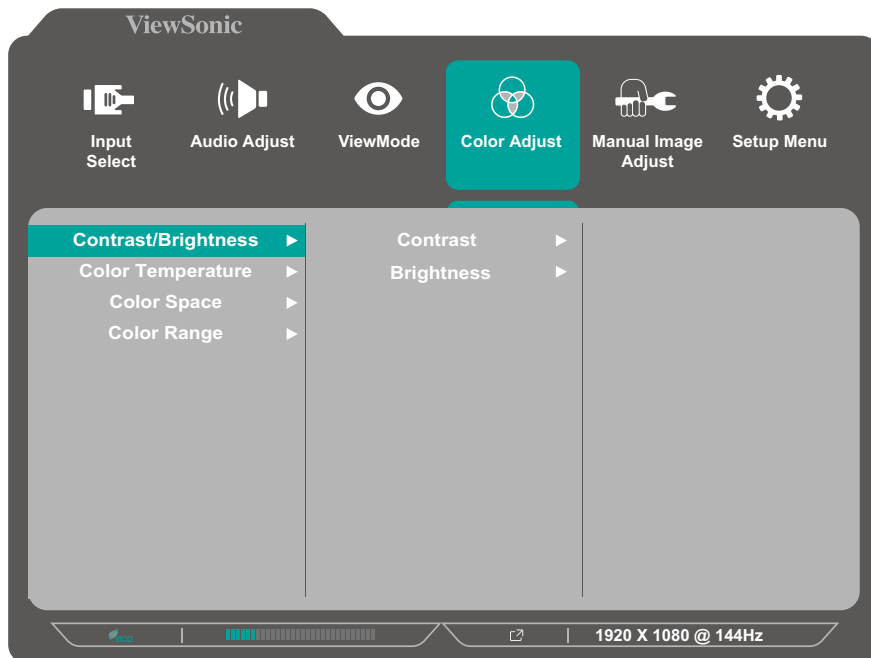 ViewSonic
Input
Select
Audio Adjust
ViewMode
Color Adjust
Manual Image
Adjust
Setup Menu
Contrast/Brightness
Color Temperature
Color Space
Color Range
Contrast
Brightness
eco
1920 X 1080 @ 144Hz